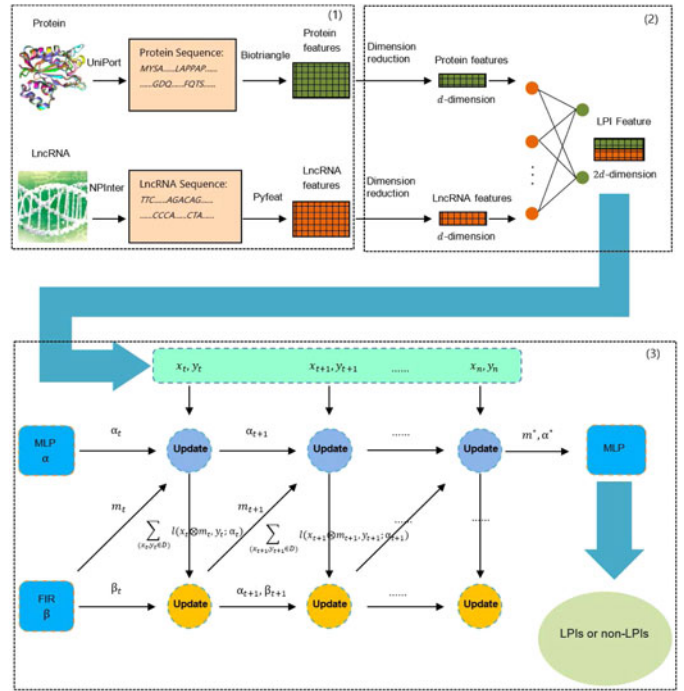 (1)
Protein
UniPort
Protein Sequence:
MYSA......LAPPAP......
......GDQ......FQTS......
Biotriangle
Protein
features
LncRNA
NPInter
LncRNA Sequence:
TTC......AGACAG......
......CCCA......CTA......
Pyfeat
LncRNA
features
(2)
Dimension
reduction
Protein features
d-dimension
Dimension
reduction
LncRNA features
d-dimension
LPI Feature
2d-dimension
(3)
x_t, y_t
x_{t+1}, y_{t+1}
......
x_n, y_n
MLP
α
α_t
Update
α_{t+1}
Update
......
Update
m*, α*
MLP
m_t
∑_{(x_t,y_t∈D)} l(x_t⊗m_t, y_t; α_t)
m_{t+1}
∑_{(x_{t+1},y_{t+1}∈D)} l(x_{t+1}⊗m_{t+1}, y_{t+1}; α_{t+1})
......
......
FIR
β
β_t
Update
α_{t+1}, β_{t+1}
Update
......
Update
LPIs or non-LPIs